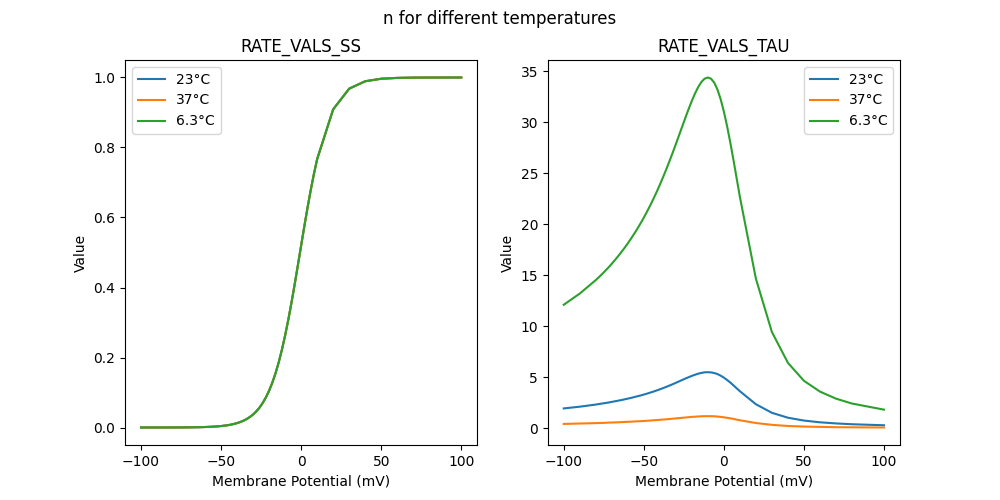 n for different temperatures
RATE_VALS_SS
RATE_VALS_TAU
23°C
37°C
6.3°C
23°C
37°C
6.3°C
Value
1.0
0.8
0.6
0.4
0.2
0.0
−100
−50
0
50
100
Membrane Potential (mV)
Value
35
30
25
20
15
10
5
0
−100
−50
0
50
100
Membrane Potential (mV)